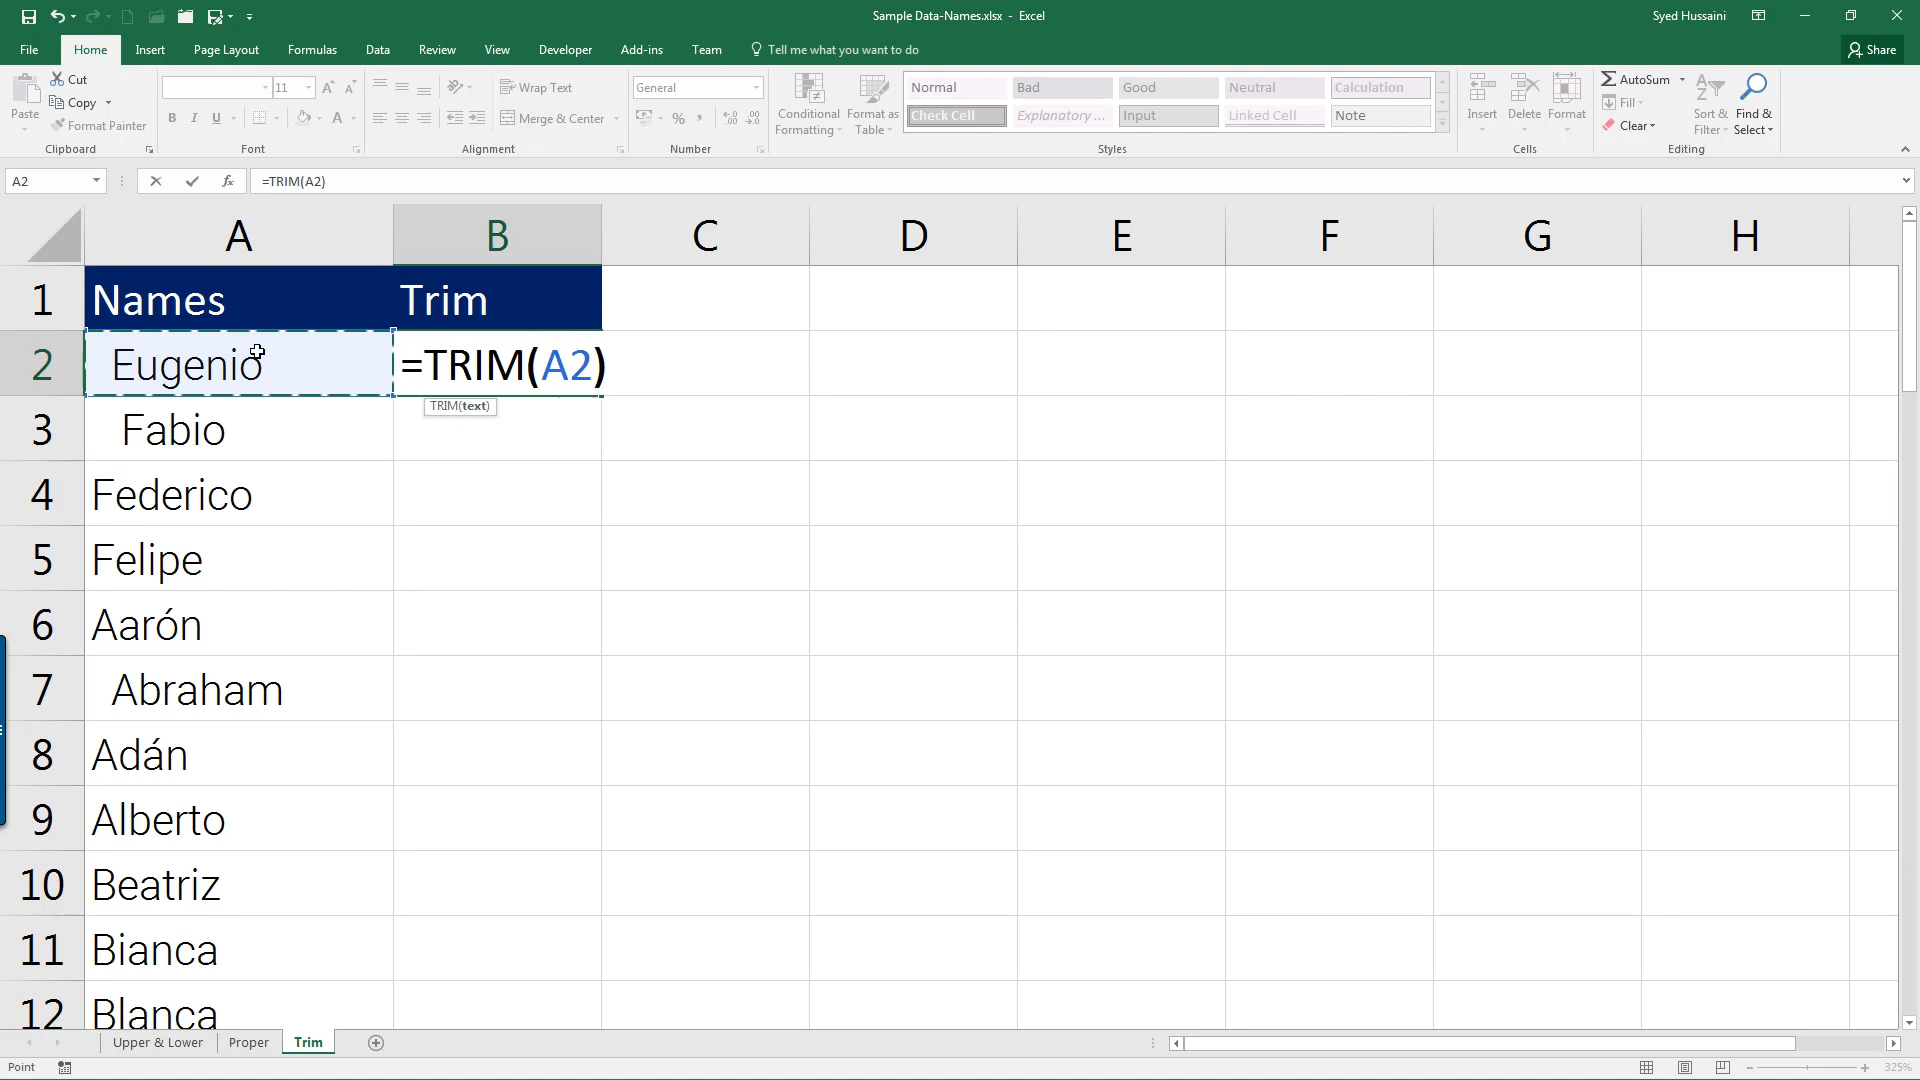 Sample Data-Names.xlsx - Excel
Syed Hussaini
File Home Insert Page Layout Formulas Data Review View Developer Add-ins Team Tell me what you want to do
Share
Paste
Cut
Copy
Format Painter
Clipboard
11
B I U
A
Font
Wrap Text
Merge & Center
Alignment
General
%
Number
Conditional
Formatting
Format as
Table
Normal Bad Good Neutral Calculation
Check Cell Explanatory ... Input Linked Cell Note
Styles
Insert Delete Format
Cells
AutoSum
Fill
Clear
Sort &
Filter
Find &
Select
Editing
A2
fx
=TRIM(A2)
A B C D E F G H
1 Names Trim
2 Eugenio =TRIM(A2)
TRIM(text)
3 Fabio
4 Federico
5 Felipe
6 Aarón
7 Abraham
8 Adán
9 Alberto
10 Beatriz
11 Bianca
12 Blanca
Upper & Lower Proper Trim
Point
325%